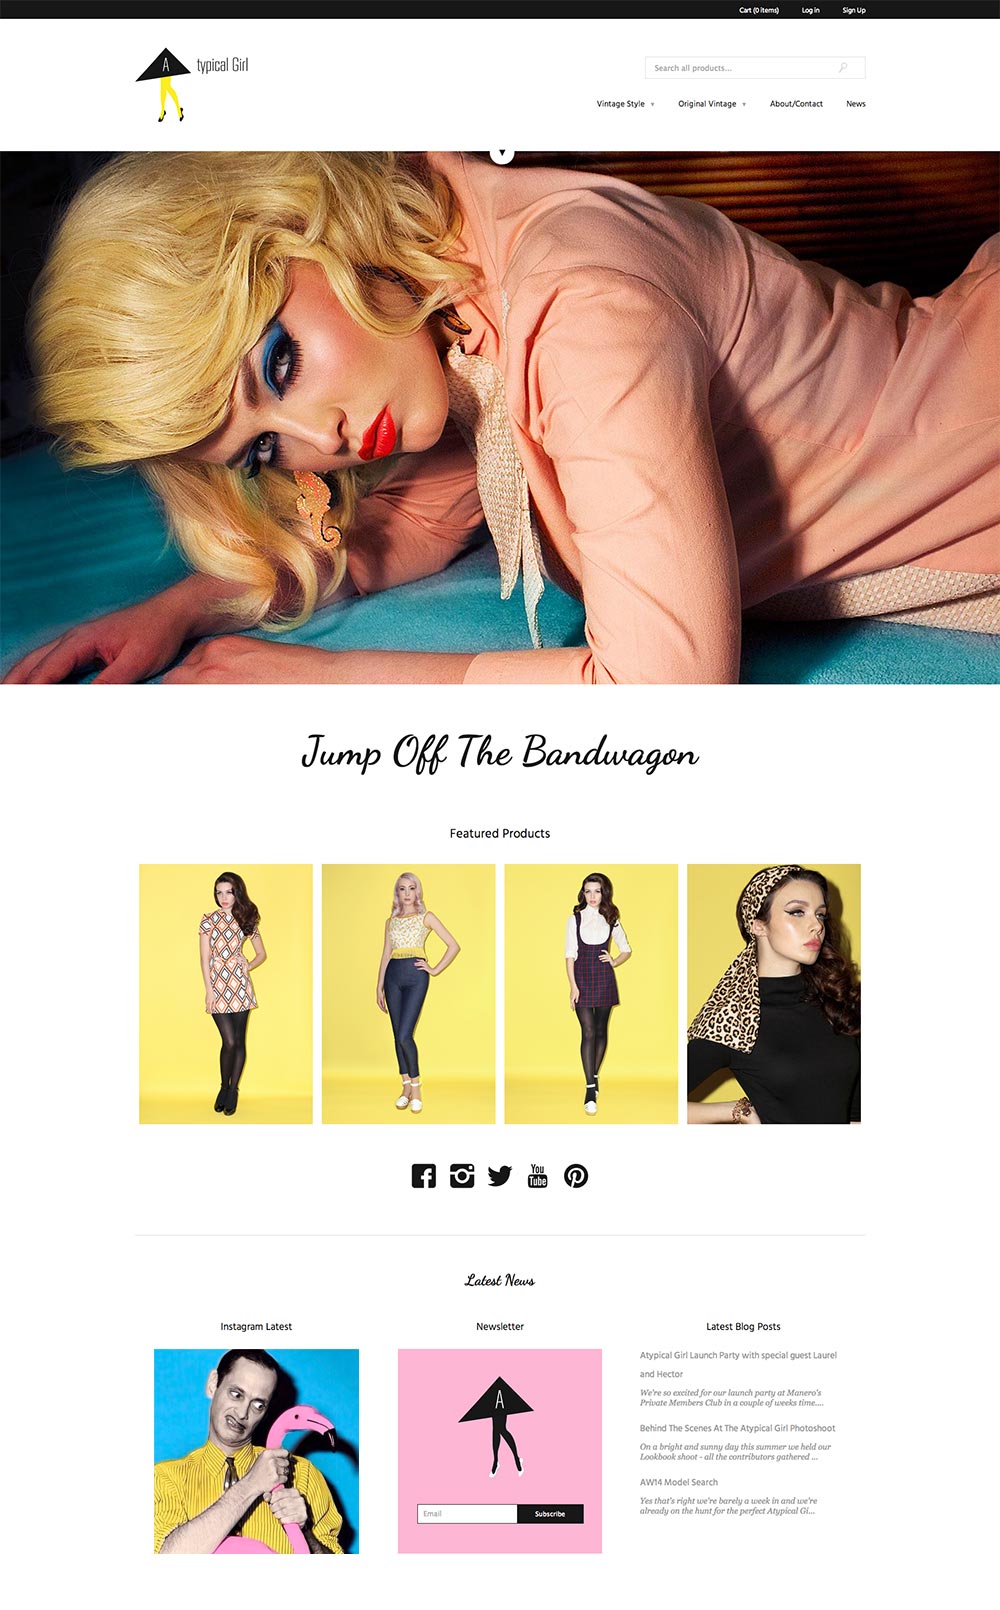 Cart (0 items) Log in Sign Up
A typical Girl
Search all products...
Vintage Style ▼ Original Vintage ▼ About/Contact News
Jump Off The Bandwagon
Featured Products
You
Tube
Latest News
Instagram Latest
Newsletter
A
Email
Subscribe
Latest Blog Posts
Atypical Girl Launch Party with special guest Laurel
and Hector
We're so excited for our launch party at Manero's
Private Members Club in a couple of weeks time....
Behind The Scenes At The Atypical Girl Photoshoot
On a bright and sunny day this summer we held our
Lookbook shoot - all the contributors gathered ...
AW14 Model Search
Yes that's right we're barely a week in and we're
already on the hunt for the perfect Atypical Gi...